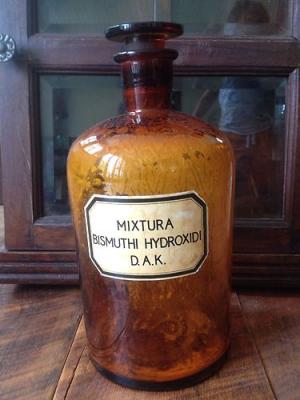 MIXTURA
BISMUTHI HYDROXIDI
D.A.K.